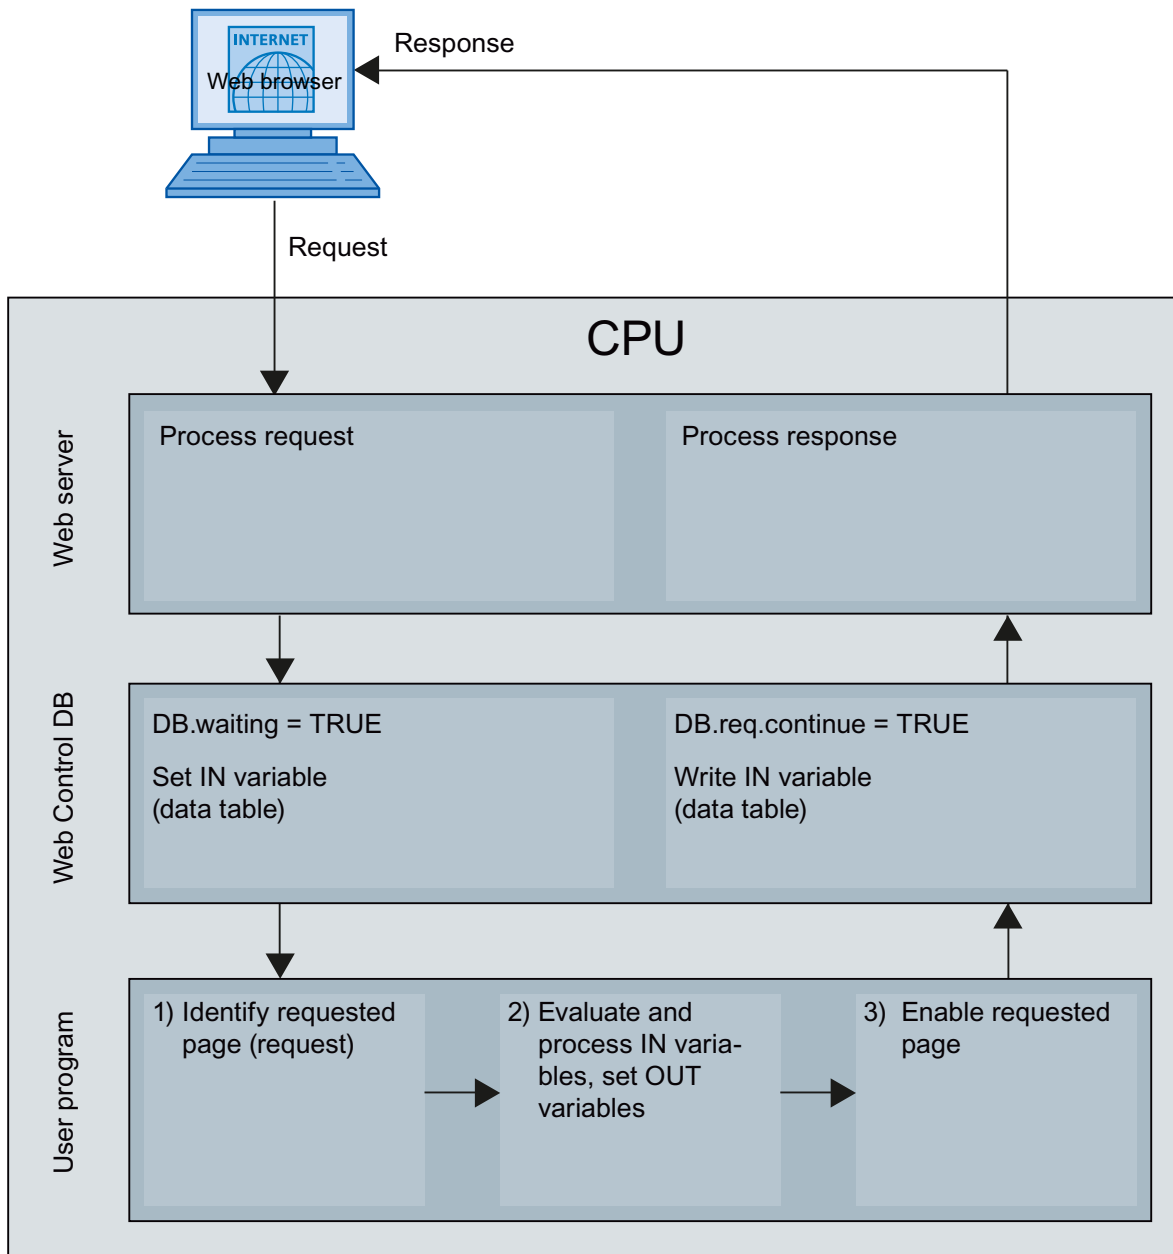 INTERNET
Web browser
Response
Request
CPU
Web server
Process request
Process response
Web Control DB
DB.waiting = TRUE
Set IN variable
(data table)
DB.req.continue = TRUE
Write IN variable
(data table)
User program
1) Identify requested
page (request)
2) Evaluate and
process IN varia-
bles, set OUT
variables
3) Enable requested
page